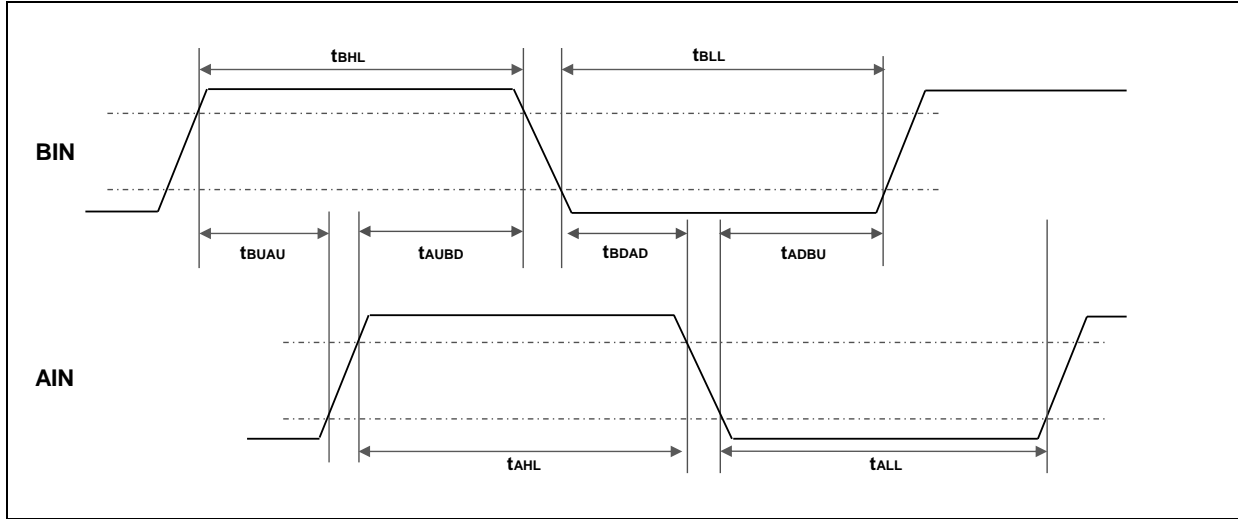 tBHL
tBLL
BIN
tBUAU
tAUBD
tBDAD
tADBU
AIN
tAHL
tALL